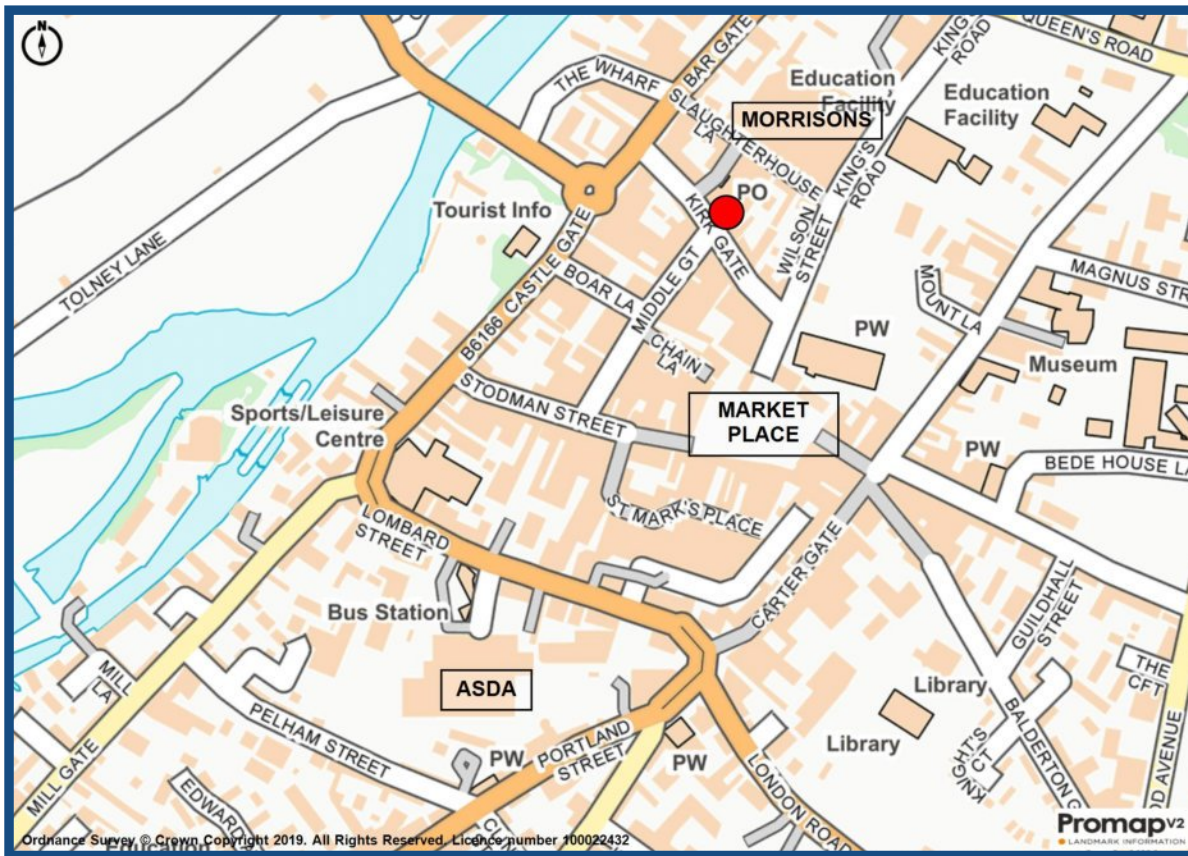 N
QUEEN'S ROAD
KING'S
ROAD
BAR GATE
THE WHARF
Education
Facility
Education
Facility
SLAUGHTERHOUSE
LA
MORRISONS
KING'S
ROAD
PO
Tourist Info
KIRK GATE
WILSON
STREET
TOLNEY LANE
B6166 CASTLE GATE
BOAR LA
MIDDLE GT
MOUNT LA
MAGNUS STR
CHAIN
LA
PW
Museum
STODMAN STREET
MARKET
PLACE
Sports/Leisure
Centre
PW
BEDE HOUSE LA
ST MARK'S PLACE
LOMBARD
STREET
CARTER GATE
Bus Station
GUILDHALL
STREET
THE
CFT
MILL
LA
ASDA
Library
PELHAM STREET
PORTLAND
STREET
Library
BALDERTON G
KNIGHT'S
CT
PW
PW
MILL GATE
LONDON ROAD
OD AVENUE
EDWARD
Education
Ordnance Survey © Crown Copyright 2019. All Rights Reserved. Licence number 100022432
Promap V2
LANDMARK INFORMATION